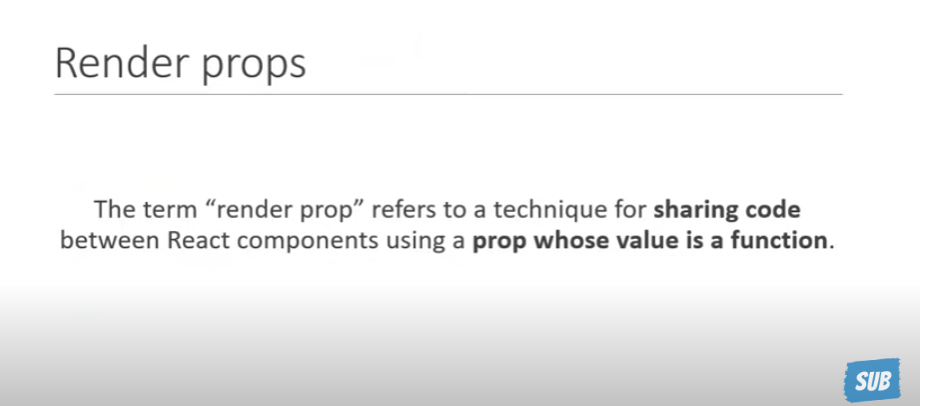 Render props
The term “render prop” refers to a technique for sharing code
between React components using a prop whose value is a function.
SUB